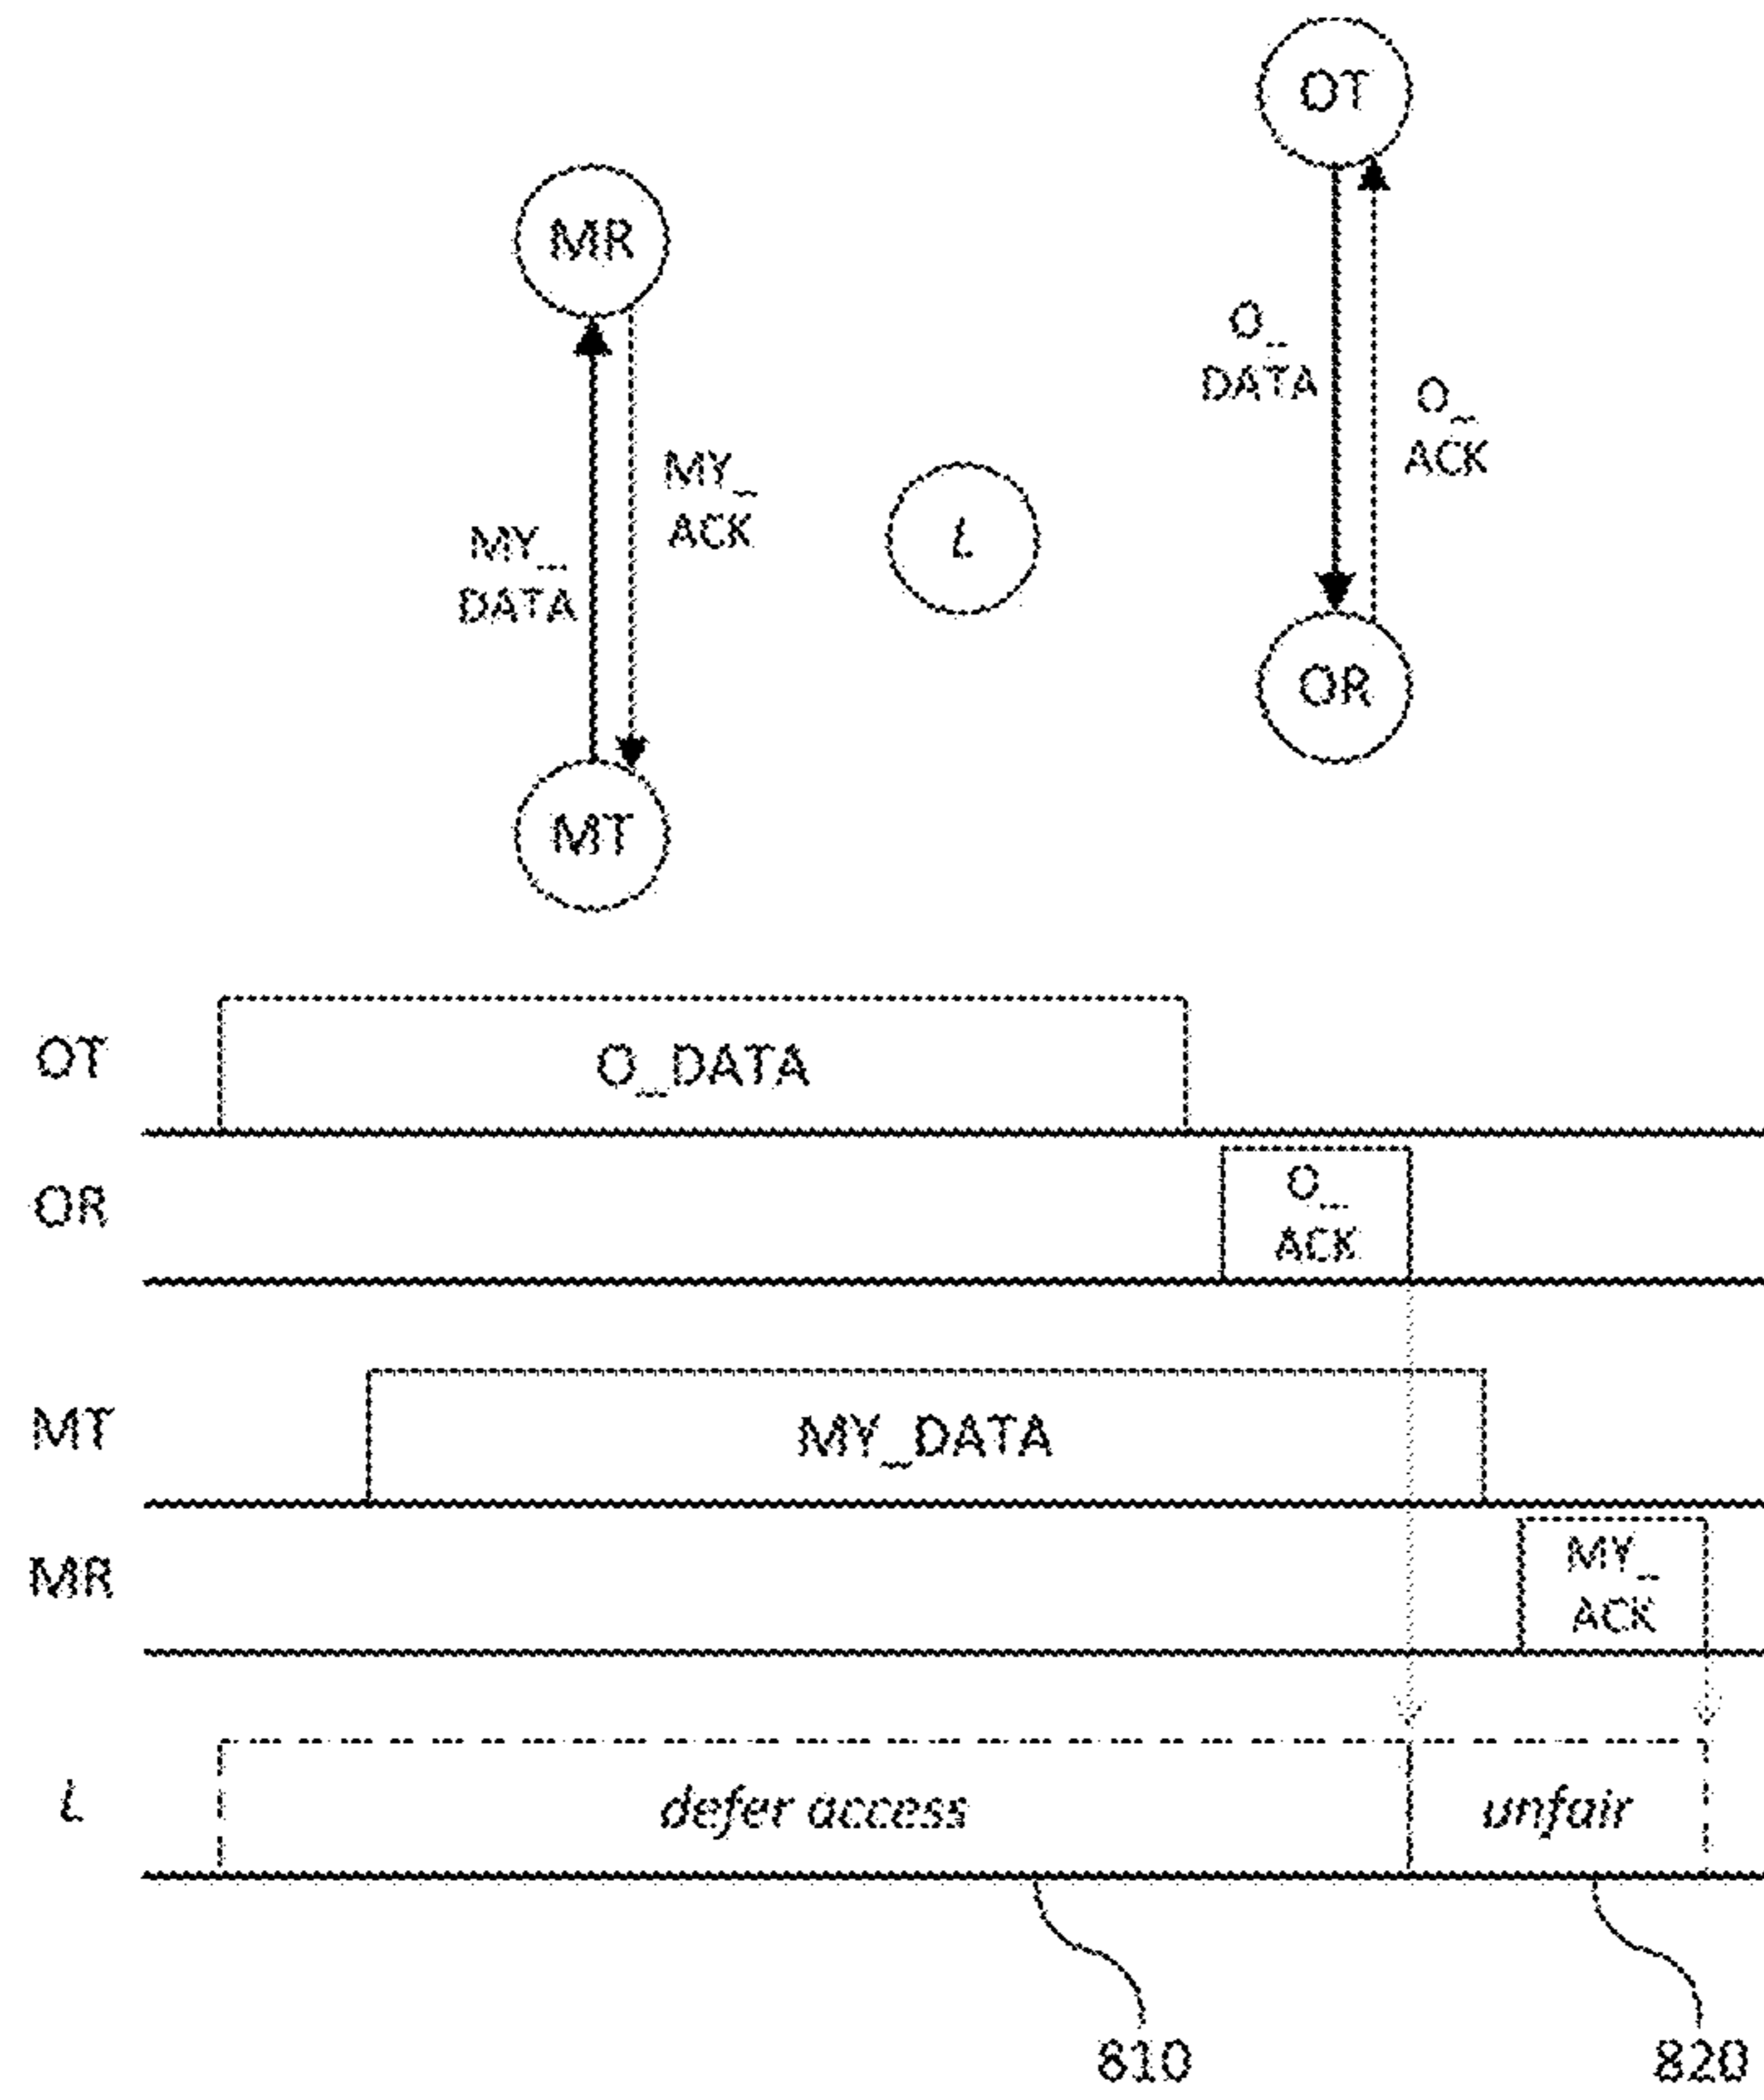 OT
MR
O_
DATA
O_
ACK
MY_
ACK
L
MY_
DATA
OR
MT
OT
O_DATA
OR
O_
ACK
MT
MY_DATA
MR
MY_
ACK
L
defer access
unfair
810
820